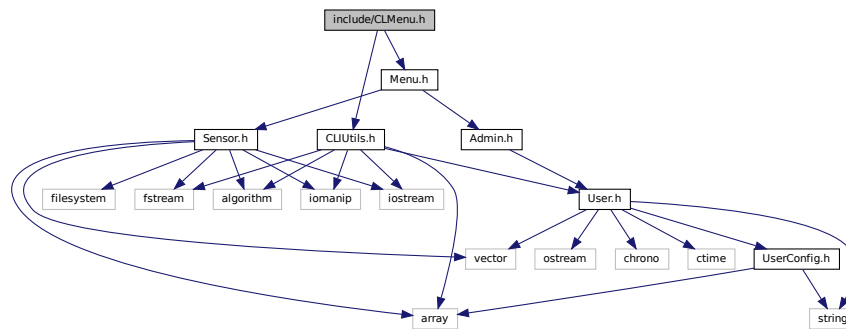 include/CLMenu.h
Menu.h
Sensor.h
CLIUtils.h
Admin.h
filesystem
fstream
algorithm
iomanip
iostream
User.h
vector
ostream
chrono
ctime
UserConfig.h
array
string